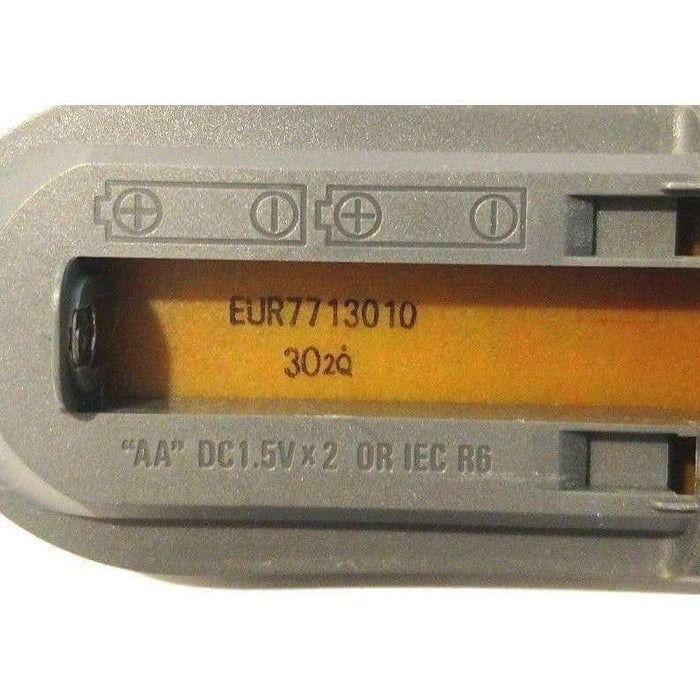 EUR7713010
302Q
"AA" DC1.5V×2 OR IEC R6